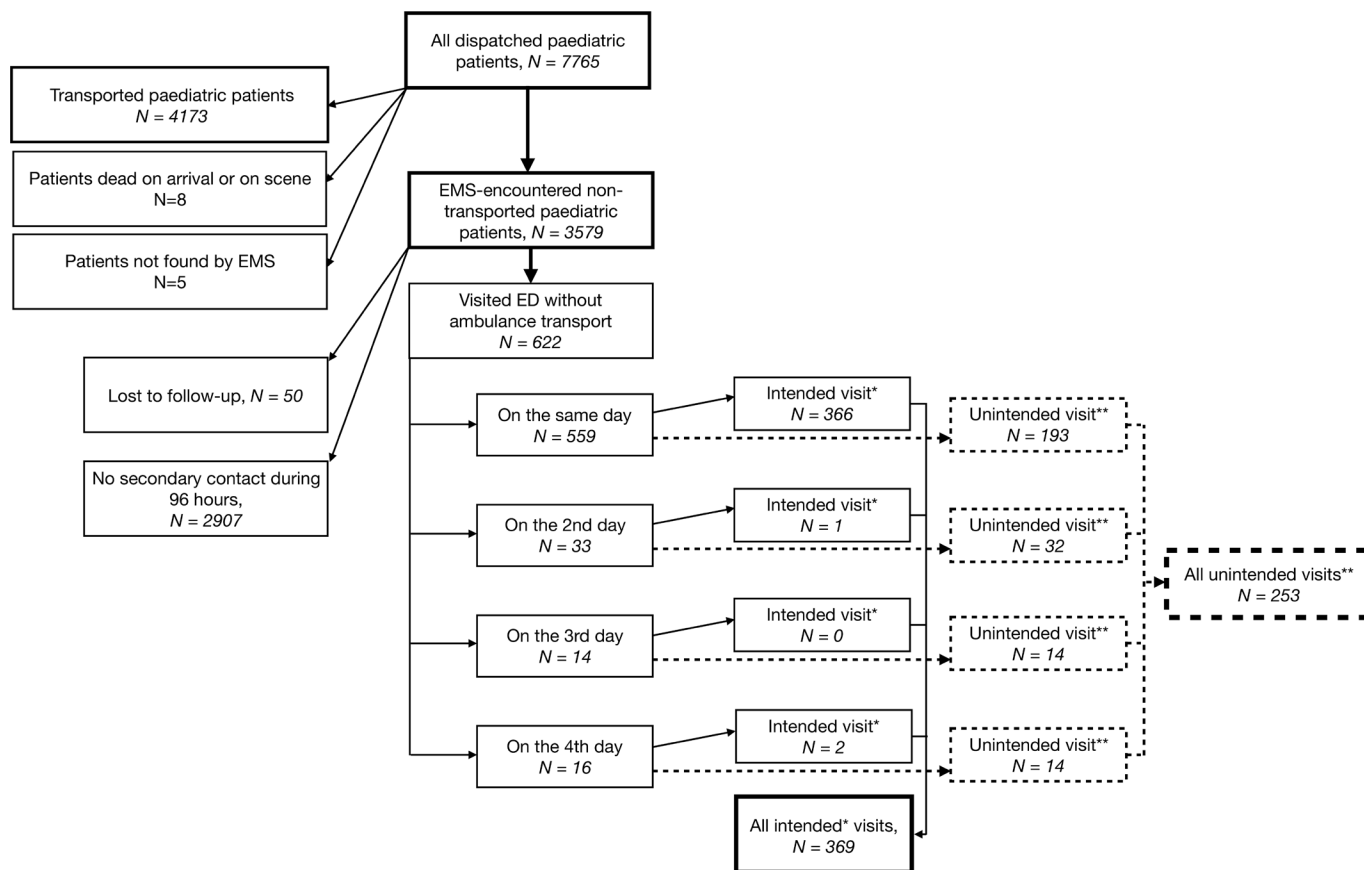 All dispatched paediatric
patients, N = 7765
Transported paediatric patients
N = 4173
Patients dead on arrival or on scene
N=8
Patients not found by EMS
N=5
EMS-encountered non-
transported paediatric
patients, N = 3579
Visited ED without
ambulance transport
N = 622
Lost to follow-up, N = 50
No secondary contact during
96 hours,
N = 2907
On the same day
N = 559
Intended visit*
N = 366
Unintended visit**
N = 193
On the 2nd day
N = 33
Intended visit*
N = 1
Unintended visit**
N = 32
On the 3rd day
N = 14
Intended visit*
N = 0
Unintended visit**
N = 14
On the 4th day
N = 16
Intended visit*
N = 2
Unintended visit**
N = 14
All unintended visits**
N = 253
All intended* visits,
N = 369